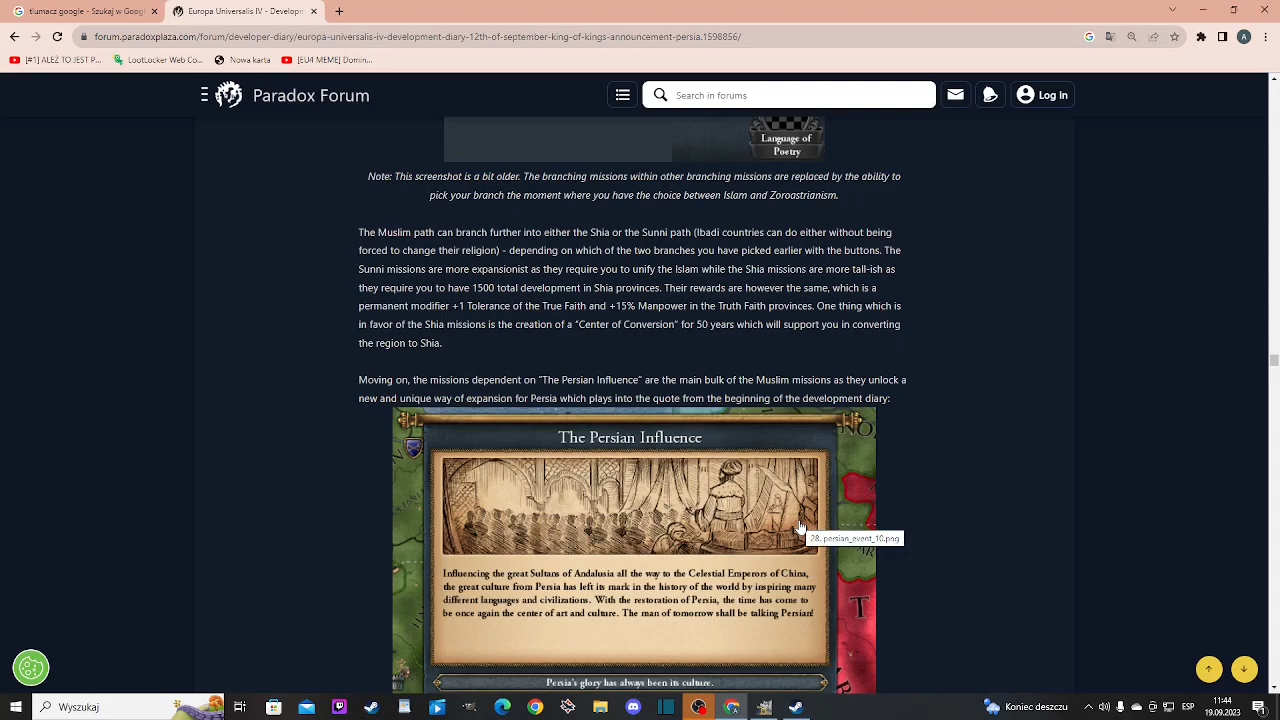 tlumacz google - Szukaj w Googl
Europa Universalis IV - Developm
forum.paradoxplaza.com/forum/developer-diary/europa-universalis-iv-development-diary-12th-of-september-king-of-kings-announcement-persia.1598856/
A
[#1] ALEŻ TO JEST P...
LootLocker Web Co...
Nowa karta
[EU4 MEME] Domin...
Paradox Forum
Search in forums
Log in
Language of
Poetry
Note: This screenshot is a bit older. The branching missions within other branching missions are replaced by the ability to
pick your branch the moment where you have the choice between Islam and Zoroastrianism.
The Muslim path can branch further into either the Shia or the Sunni path (Ibadi countries can do either without being
forced to change their religion) - depending on which of the two branches you have picked earlier with the buttons. The
Sunni missions are more expansionist as they require you to unify the Islam while the Shia missions are more tall-ish as
they require you to have 1500 total development in Shia provinces. Their rewards are however the same, which is a
permanent modifier +1 Tolerance of the True Faith and +15% Manpower in the Truth Faith provinces. One thing which is
in favor of the Shia missions is the creation of a “Center of Conversion” for 50 years which will support you in converting
the region to Shia.
Moving on, the missions dependent on “The Persian Influence” are the main bulk of the Muslim missions as they unlock a
new and unique way of expansion for Persia which plays into the quote from the beginning of the development diary:
The Persian Influence
28. persian_event_10.png
Influencing the great Sultans of Andalusia all the way to the Celestial Emperors of China,
the great culture from Persia has left its mark in the history of the world by inspiring many
different languages and civilizations. With the restoration of Persia, the time has come to
be once again the center of art and culture. The man of tomorrow shall be talking Persian!
T
Persia's glory has always been its culture.
Wyszukaj
Koniec deszczu
11:44
19.09.2023